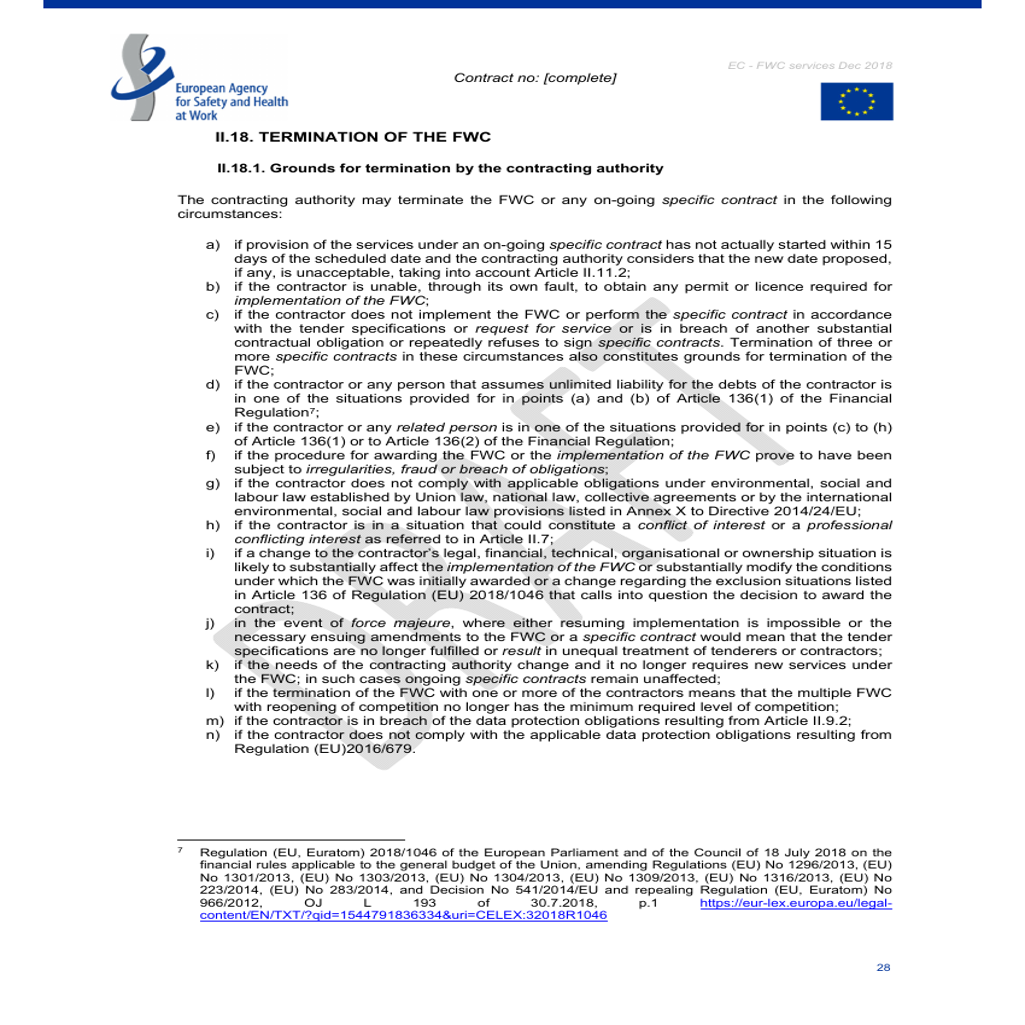 EC - FWC services Dec 2018
Contract no: [complete]
European Agency
for Safety and Health
at Work
II.18. TERMINATION OF THE FWC
II.18.1. Grounds for termination by the contracting authority
The contracting authority may terminate the FWC or any on-going specific contract in the following
circumstances:
a) if provision of the services under an on-going specific contract has not actually started within 15
days of the scheduled date and the contracting authority considers that the new date proposed,
if any, is unacceptable, taking into account Article II.11.2;
b) if the contractor is unable, through its own fault, to obtain any permit or licence required for
implementation of the FWC;
c) if the contractor does not implement the FWC or perform the specific contract in accordance
with the tender specifications or request for service or is in breach of another substantial
contractual obligation or repeatedly refuses to sign specific contracts. Termination of three or
more specific contracts in these circumstances also constitutes grounds for termination of the
FWC;
d) if the contractor or any person that assumes unlimited liability for the debts of the contractor is
in one of the situations provided for in points (a) and (b) of Article 136(1) of the Financial
Regulation7;
e) if the contractor or any related person is in one of the situations provided for in points (c) to (h)
of Article 136(1) or to Article 136(2) of the Financial Regulation;
f) if the procedure for awarding the FWC or the implementation of the FWC prove to have been
subject to irregularities, fraud or breach of obligations;
g) if the contractor does not comply with applicable obligations under environmental, social and
labour law established by Union law, national law, collective agreements or by the international
environmental, social and labour law provisions listed in Annex X to Directive 2014/24/EU;
h) if the contractor is in a situation that could constitute a conflict of interest or a professional
conflicting interest as referred to in Article II.7;
i) if a change to the contractor's legal, financial, technical, organisational or ownership situation is
likely to substantially affect the implementation of the FWC or substantially modify the conditions
under which the FWC was initially awarded or a change regarding the exclusion situations listed
in Article 136 of Regulation (EU) 2018/1046 that calls into question the decision to award the
contract;
j) in the event of force majeure, where either resuming implementation is impossible or the
necessary ensuing amendments to the FWC or a specific contract would mean that the tender
specifications are no longer fulfilled or result in unequal treatment of tenderers or contractors;
k) if the needs of the contracting authority change and it no longer requires new services under
the FWC; in such cases ongoing specific contracts remain unaffected;
l) if the termination of the FWC with one or more of the contractors means that the multiple FWC
with reopening of competition no longer has the minimum required level of competition;
m) if the contractor is in breach of the data protection obligations resulting from Article II.9.2;
n) if the contractor does not comply with the applicable data protection obligations resulting from
Regulation (EU)2016/679.
DRAFT
7 Regulation (EU, Euratom) 2018/1046 of the European Parliament and of the Council of 18 July 2018 on the
financial rules applicable to the general budget of the Union, amending Regulations (EU) No 1296/2013, (EU)
No 1301/2013, (EU) No 1303/2013, (EU) No 1304/2013, (EU) No 1309/2013, (EU) No 1316/2013, (EU) No
223/2014, (EU) No 283/2014, and Decision No 541/2014/EU and repealing Regulation (EU, Euratom) No
966/2012, OJ L 193 of 30.7.2018, p.1 https://eur-lex.europa.eu/legal-
content/EN/TXT/?qid=1544791836334&uri=CELEX:32018R1046
28